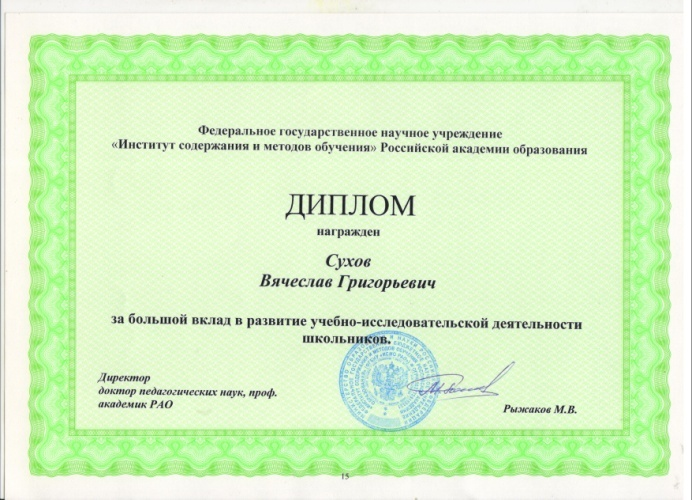 Федеральное государственное научное учреждение
«Институт содержания и методов обучения» Российской академии образования
ДИПЛОМ
награжден
Сухов
Вячеслав Григорьевич
за большой вклад в развитие учебно-исследовательской деятельности
школьников.
Директор
доктор педагогических наук, проф.
академик РАО
Рыжаков М.В.
15